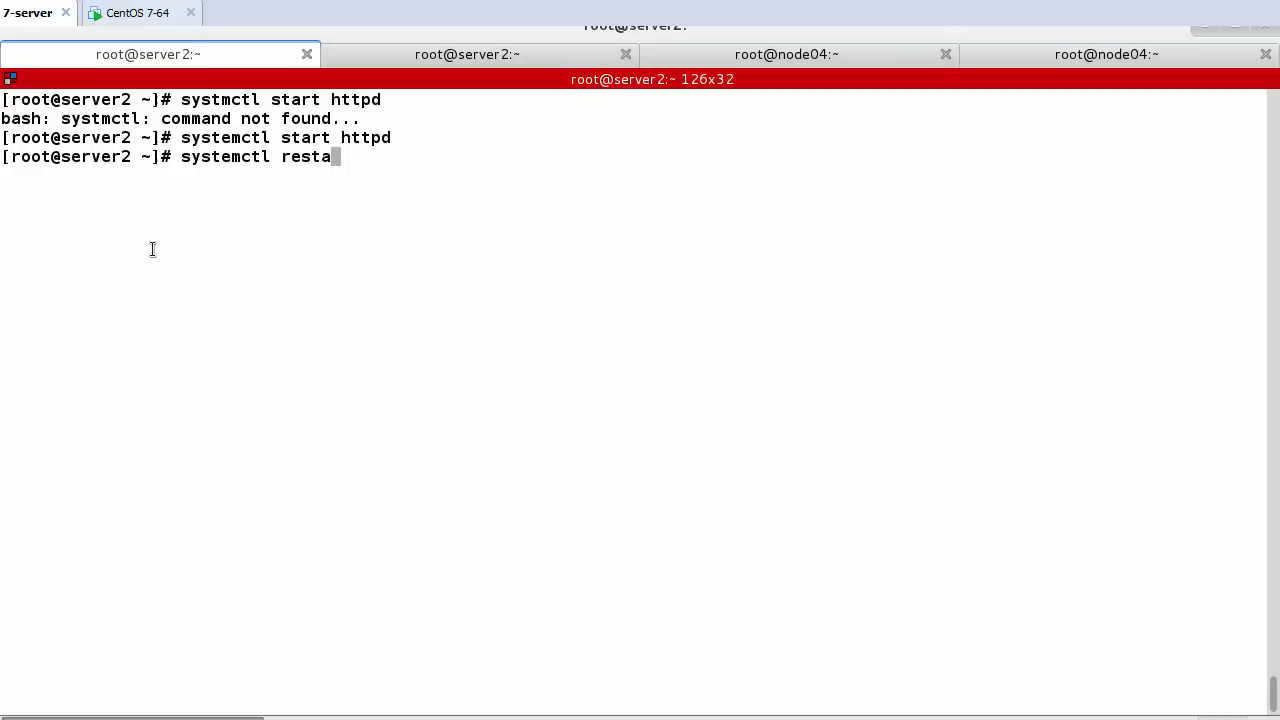 7-server
CentOS 7-64
root@server2:~
root@server2:~
root@server2:~
root@node04:~
root@node04:~
root@server2:~ 126x32
[root@server2 ~]# systmctl start httpd
bash: systmctl: command not found...
[root@server2 ~]# systemctl start httpd
[root@server2 ~]# systemctl resta